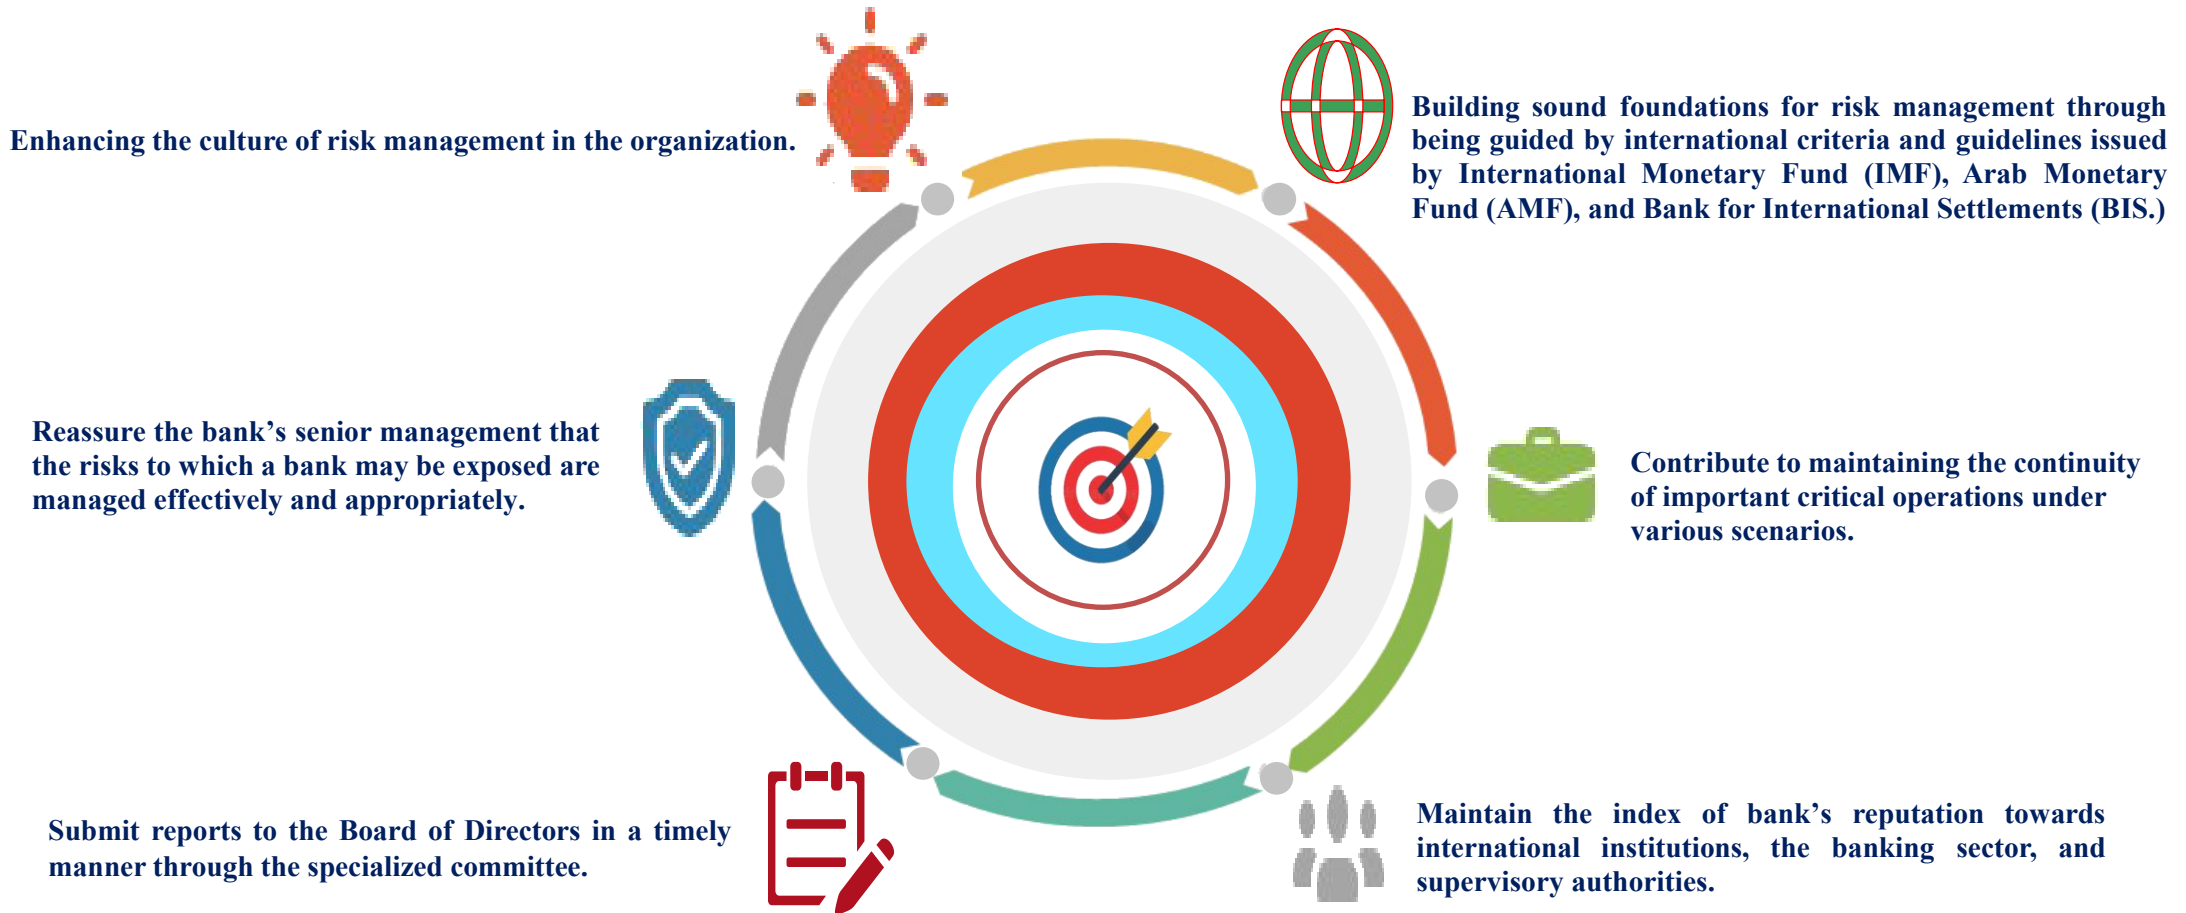 Enhancing the culture of risk management in the organization.
Building sound foundations for risk management through
being guided by international criteria and guidelines issued
by International Monetary Fund (IMF), Arab Monetary
Fund (AMF), and Bank for International Settlements (BIS.)
Reassure the bank’s senior management that
the risks to which a bank may be exposed are
managed effectively and appropriately.
Contribute to maintaining the continuity
of important critical operations under
various scenarios.
Submit reports to the Board of Directors in a timely
manner through the specialized committee.
Maintain the index of bank’s reputation towards
international institutions, the banking sector, and
supervisory authorities.